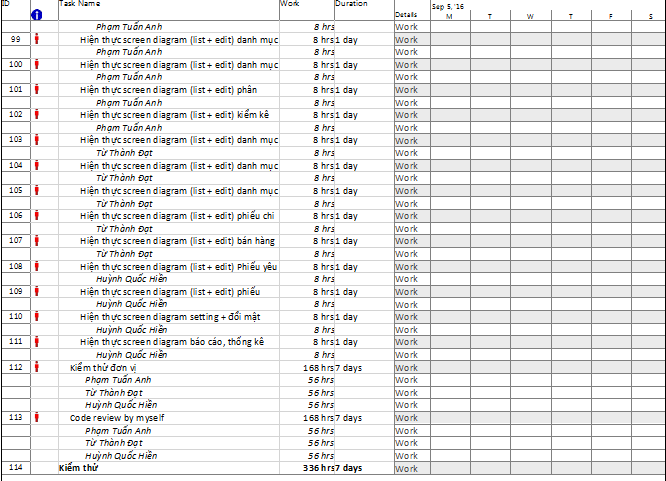 ID Task Name Work Duration Details Sep 5, '16
M T W T F S
Phạm Tuấn Anh 8 hrs Work
99 Hiện thực screen diagram (list + edit) danh mục 8 hrs 1 day Work
Phạm Tuấn Anh 8 hrs Work
100 Hiện thực screen diagram (list + edit) danh mục 8 hrs 1 day Work
Phạm Tuấn Anh 8 hrs Work
101 Hiện thực screen diagram (list + edit) phân 8 hrs 1 day Work
Phạm Tuấn Anh 8 hrs Work
102 Hiện thực screen diagram (list + edit) kiểm kê 8 hrs 1 day Work
Phạm Tuấn Anh 8 hrs Work
103 Hiện thực screen diagram (list + edit) danh mục 8 hrs 1 day Work
Từ Thành Đạt 8 hrs Work
104 Hiện thực screen diagram (list + edit) danh mục 8 hrs 1 day Work
Từ Thành Đạt 8 hrs Work
105 Hiện thực screen diagram (list + edit) danh mục 8 hrs 1 day Work
Từ Thành Đạt 8 hrs Work
106 Hiện thực screen diagram (list + edit) phiếu chi 8 hrs 1 day Work
Từ Thành Đạt 8 hrs Work
107 Hiện thực screen diagram (list + edit) bán hàng 8 hrs 1 day Work
Từ Thành Đạt 8 hrs Work
108 Hiện thực screen diagram (list + edit) Phiếu yêu 8 hrs 1 day Work
Huỳnh Quốc Hiền 8 hrs Work
109 Hiện thực screen diagram (list + edit) phiếu 8 hrs 1 day Work
Huỳnh Quốc Hiền 8 hrs Work
110 Hiện thực screen diagram setting + đổi mật 8 hrs 1 day Work
Huỳnh Quốc Hiền 8 hrs Work
111 Hiện thực screen diagram báo cáo, thống kê 8 hrs 1 day Work
Huỳnh Quốc Hiền 8 hrs Work
112 Kiểm thử đơn vị 168 hrs 7 days Work
Phạm Tuấn Anh 56 hrs Work
Từ Thành Đạt 56 hrs Work
Huỳnh Quốc Hiền 56 hrs Work
113 Code review by myself 168 hrs 7 days Work
Phạm Tuấn Anh 56 hrs Work
Từ Thành Đạt 56 hrs Work
Huỳnh Quốc Hiền 56 hrs Work
114 Kiểm thử 336 hrs 7 days Work